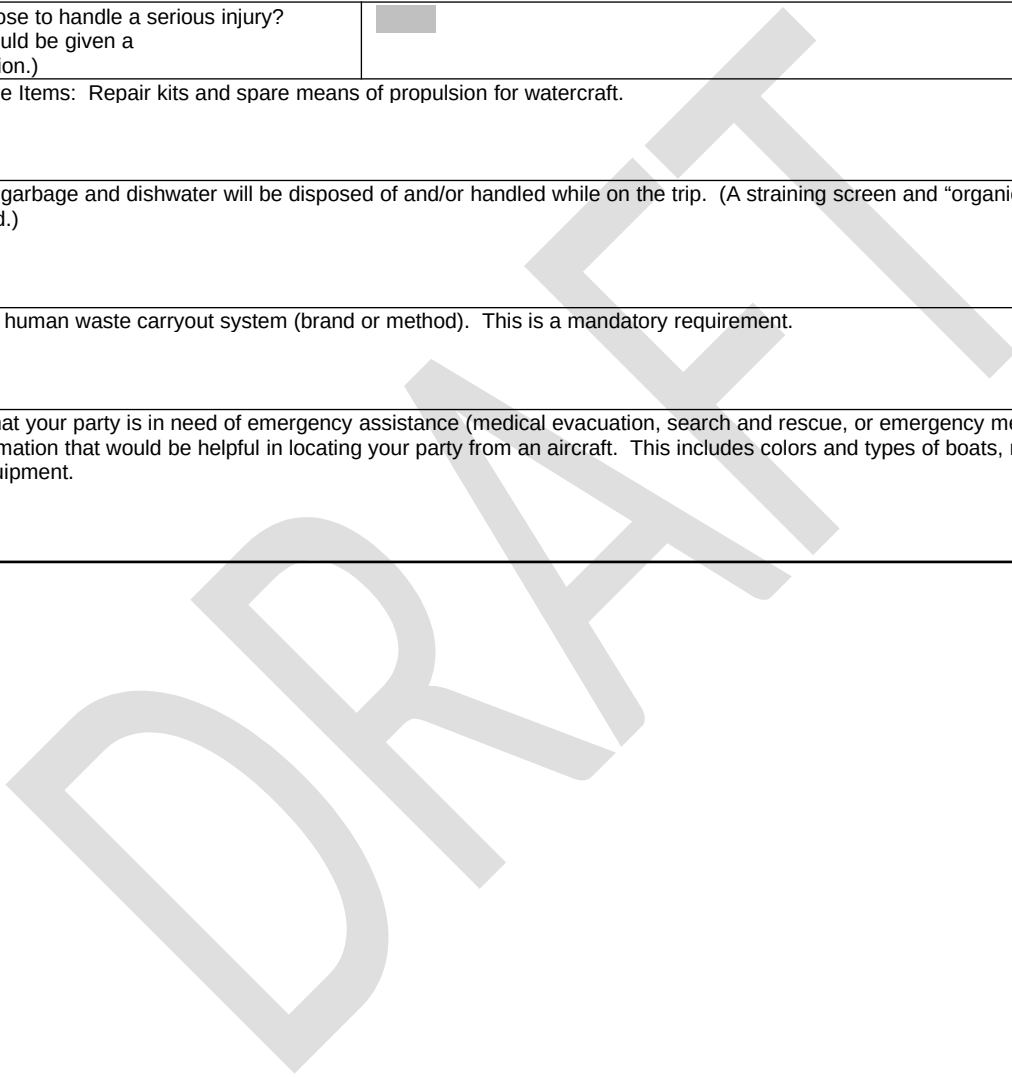 ose to handle a serious injury?
uld be given a
ion.)
e Items:  Repair kits and spare means of propulsion for watercraft.
garbage and dishwater will be disposed of and/or handled while on the trip.  (A straining screen and “organi
d.)
human waste carryout system (brand or method).  This is a mandatory requirement.
at your party is in need of emergency assistance (medical evacuation, search and rescue, or emergency me
mation that would be helpful in locating your party from an aircraft.  This includes colors and types of boats,
uipment.
DRAFT